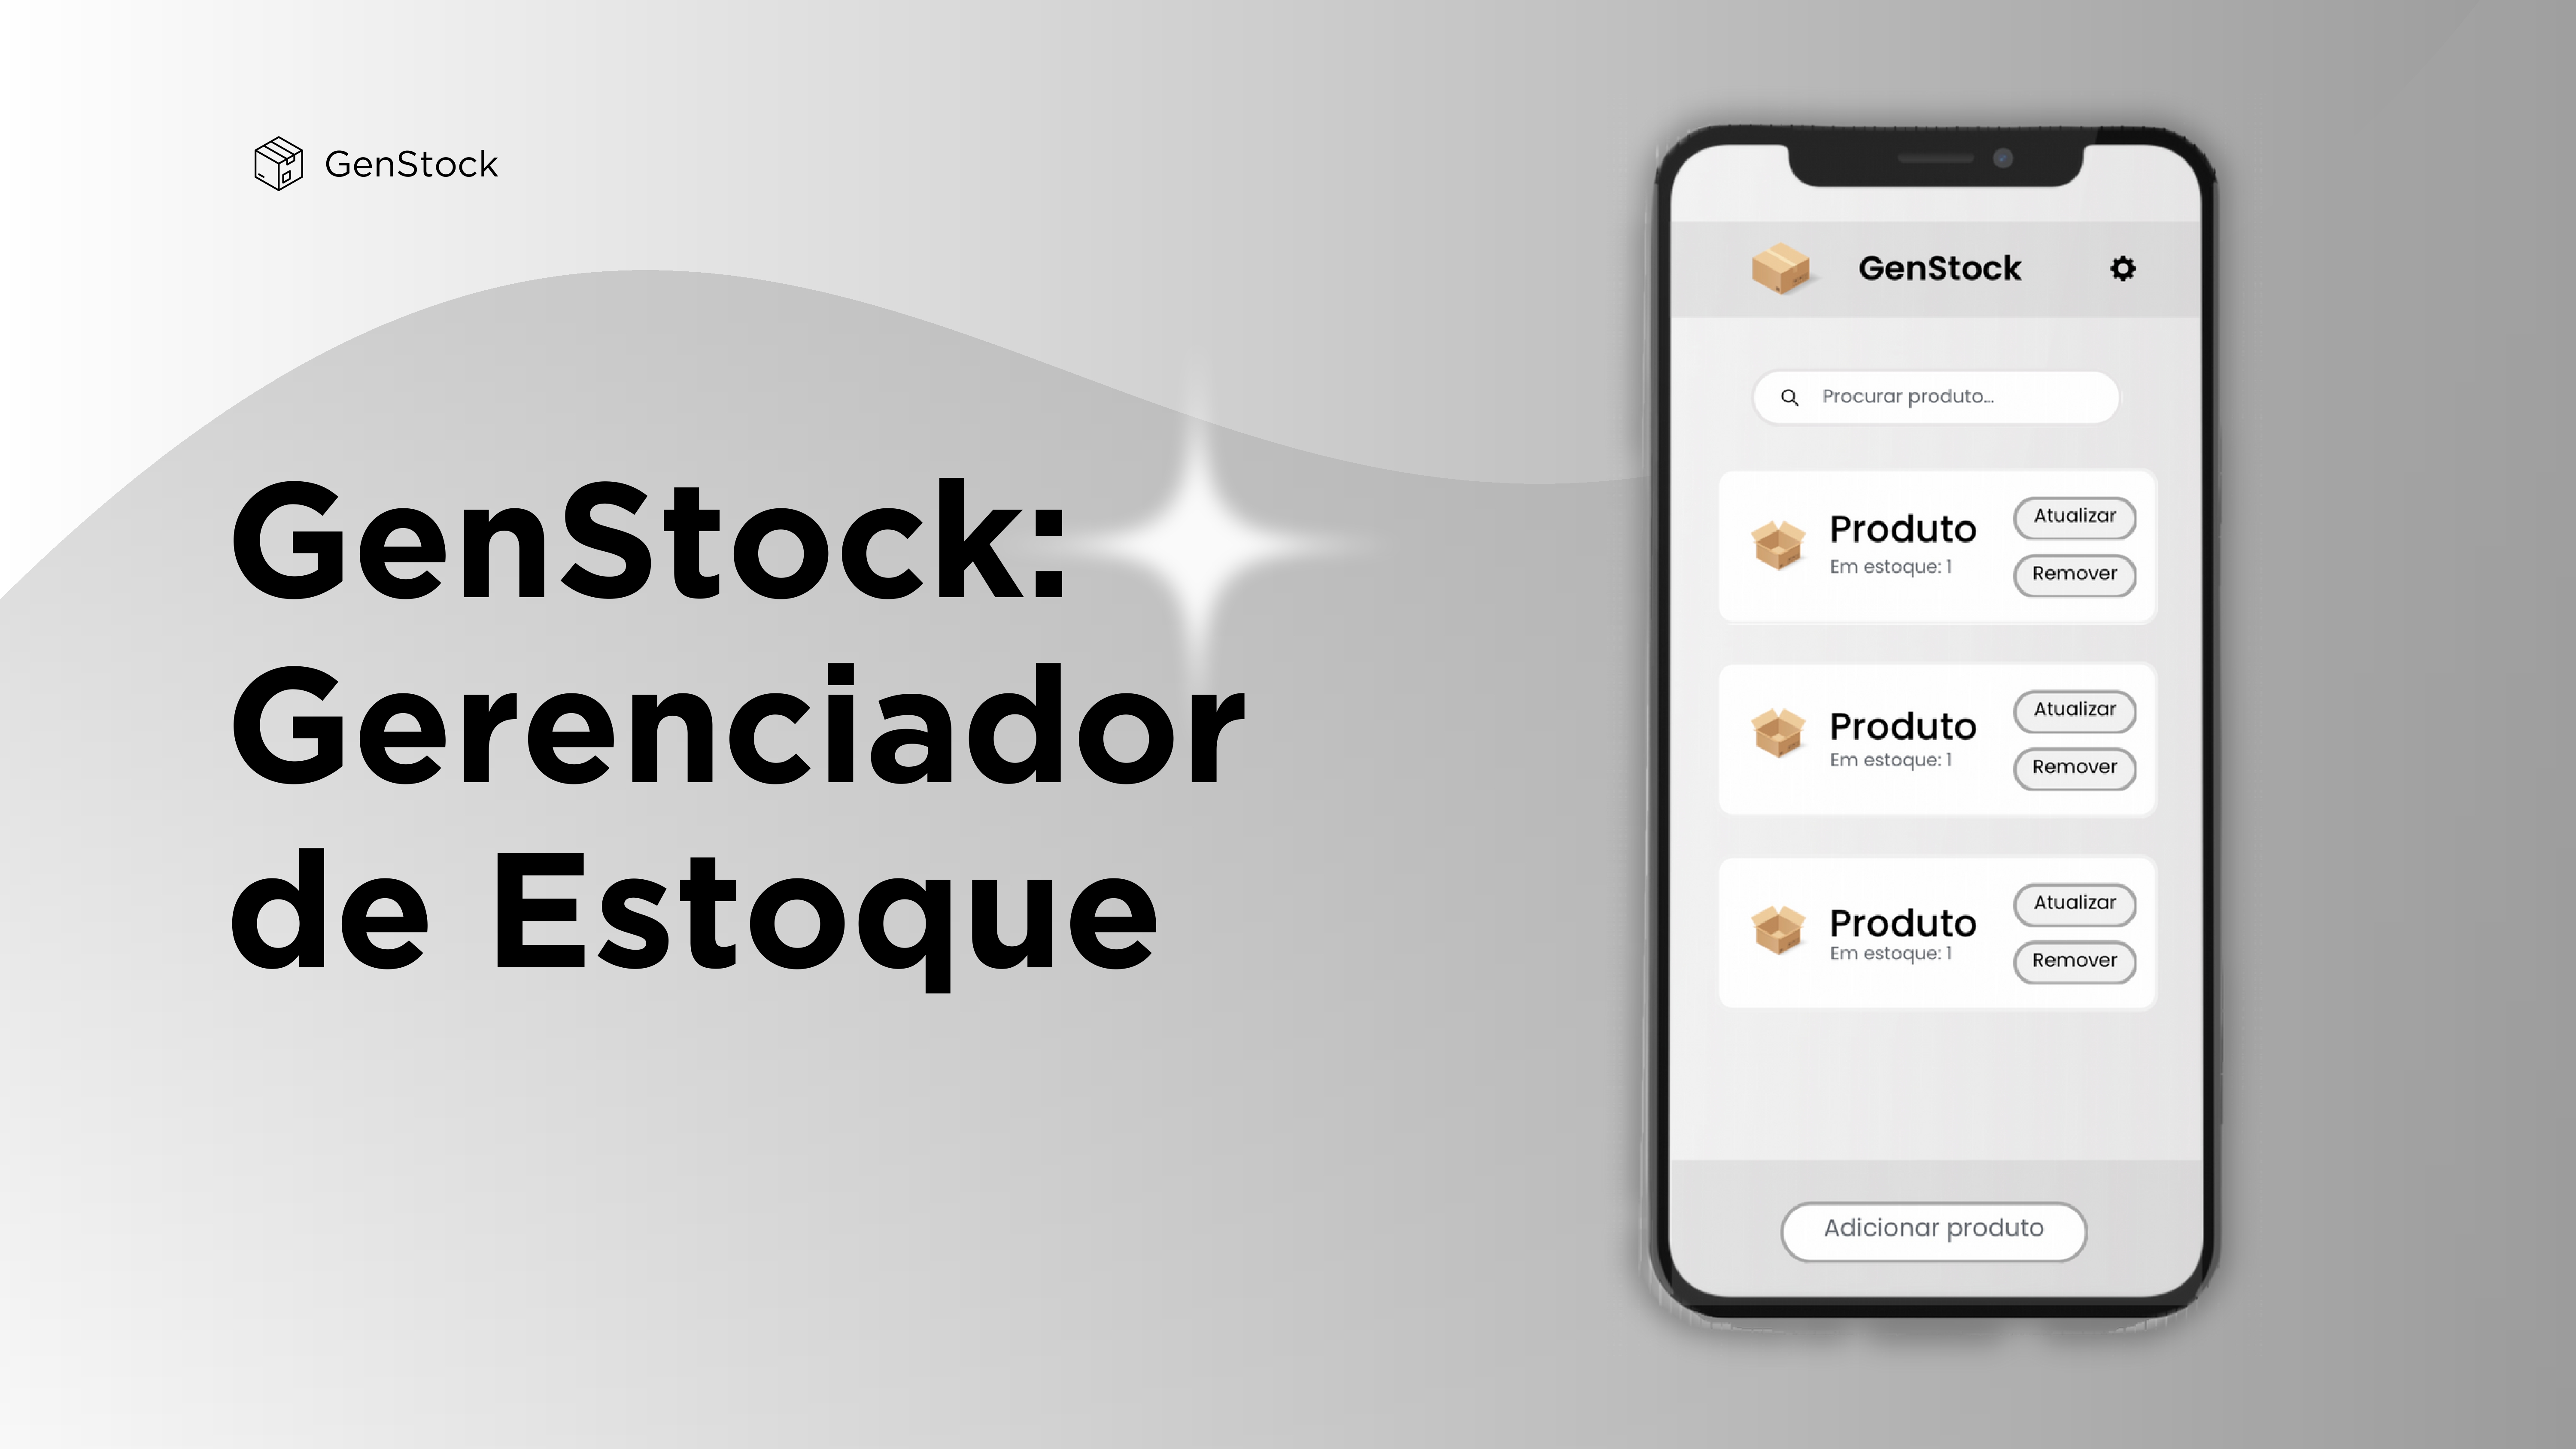 GenStock
GenStock:
Gerenciador
de Estoque
GenStock
Procurar produto...
Produto
Em estoque: 1
Atualizar
Remover
Produto
Em estoque: 1
Atualizar
Remover
Produto
Em estoque: 1
Atualizar
Remover
Adicionar produto